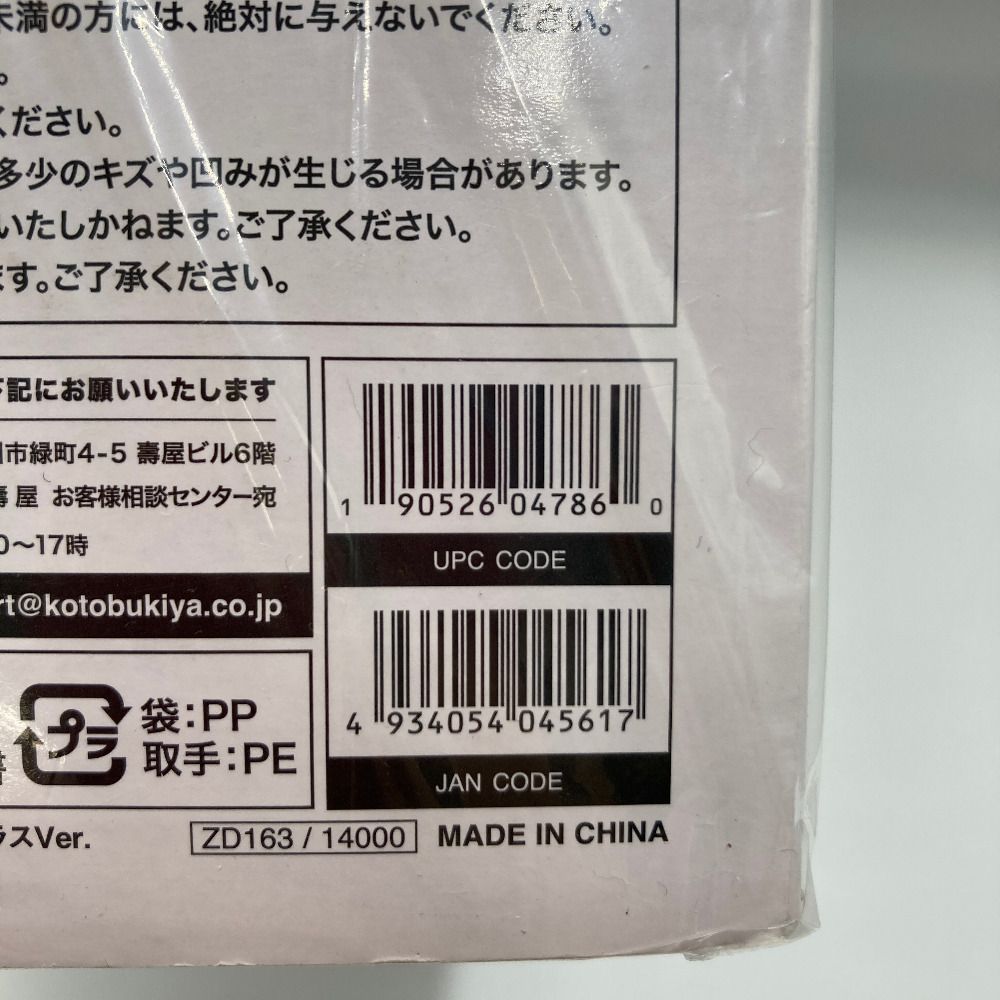 未満の方には、絶対に与えないでください。
。
ください。
多少のキズや凹みが生じる場合があります。
いたしかねます。ご了承ください。
ます。ご了承ください。
下記にお願いいたします
市緑町4-5 壽屋ビル6階
壽屋 お客様相談センター宛
0〜17時
rt@kotobukiya.co.jp
1 90526 04786 0
UPC CODE
4 934054 045617
JAN CODE
プラ
袋:PP
取手:PE
ラスVer.
ZD163 / 14000
MADE IN CHINA